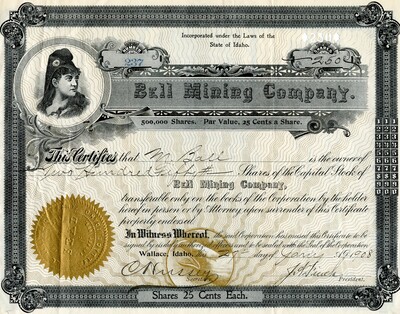 Incorporated under the Laws of the
State of Idaho.
237
250
Bell Mining Company.
500,000 Shares. Par Value, 25 Cents a Share.
This Certifies that M. Ball is the owner of
Two Hundred Fifty Shares of the Capital Stock of
Bell Mining Company,
transferable only on the books of the Corporation by the holder
hereof in person or by Attorney upon surrender of this Certificate
properly endorsed.
In Witness Whereof, the said Corporation has caused this Certificate to be
signed by its duly authorized officers and to be sealed with the Seal of the Corporation
Wallace, Idaho, day of 1908
President.
Shares 25 Cents Each.